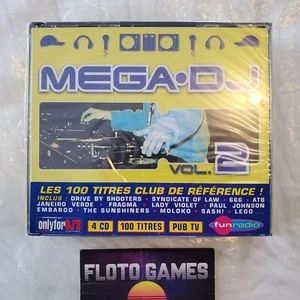 MEGA•DJ
VOL. 2
LES 100 TITRES CLUB DE RÉFÉRENCE !
INCLUS : DRIVE BY SHOOTERS · SYNDICATE OF LAW · 666 · ATB
JANEIRO VERDE · FRAGMA · LADY VIOLET · PAUL JOHNSON
EMBARGO · THE SUNSHINERS · MOLOKO · SASH! · LEGO ...
onlyforDJ's
4 CD
100 TITRES
PUB TV
fun radio
FLOTO GAMES